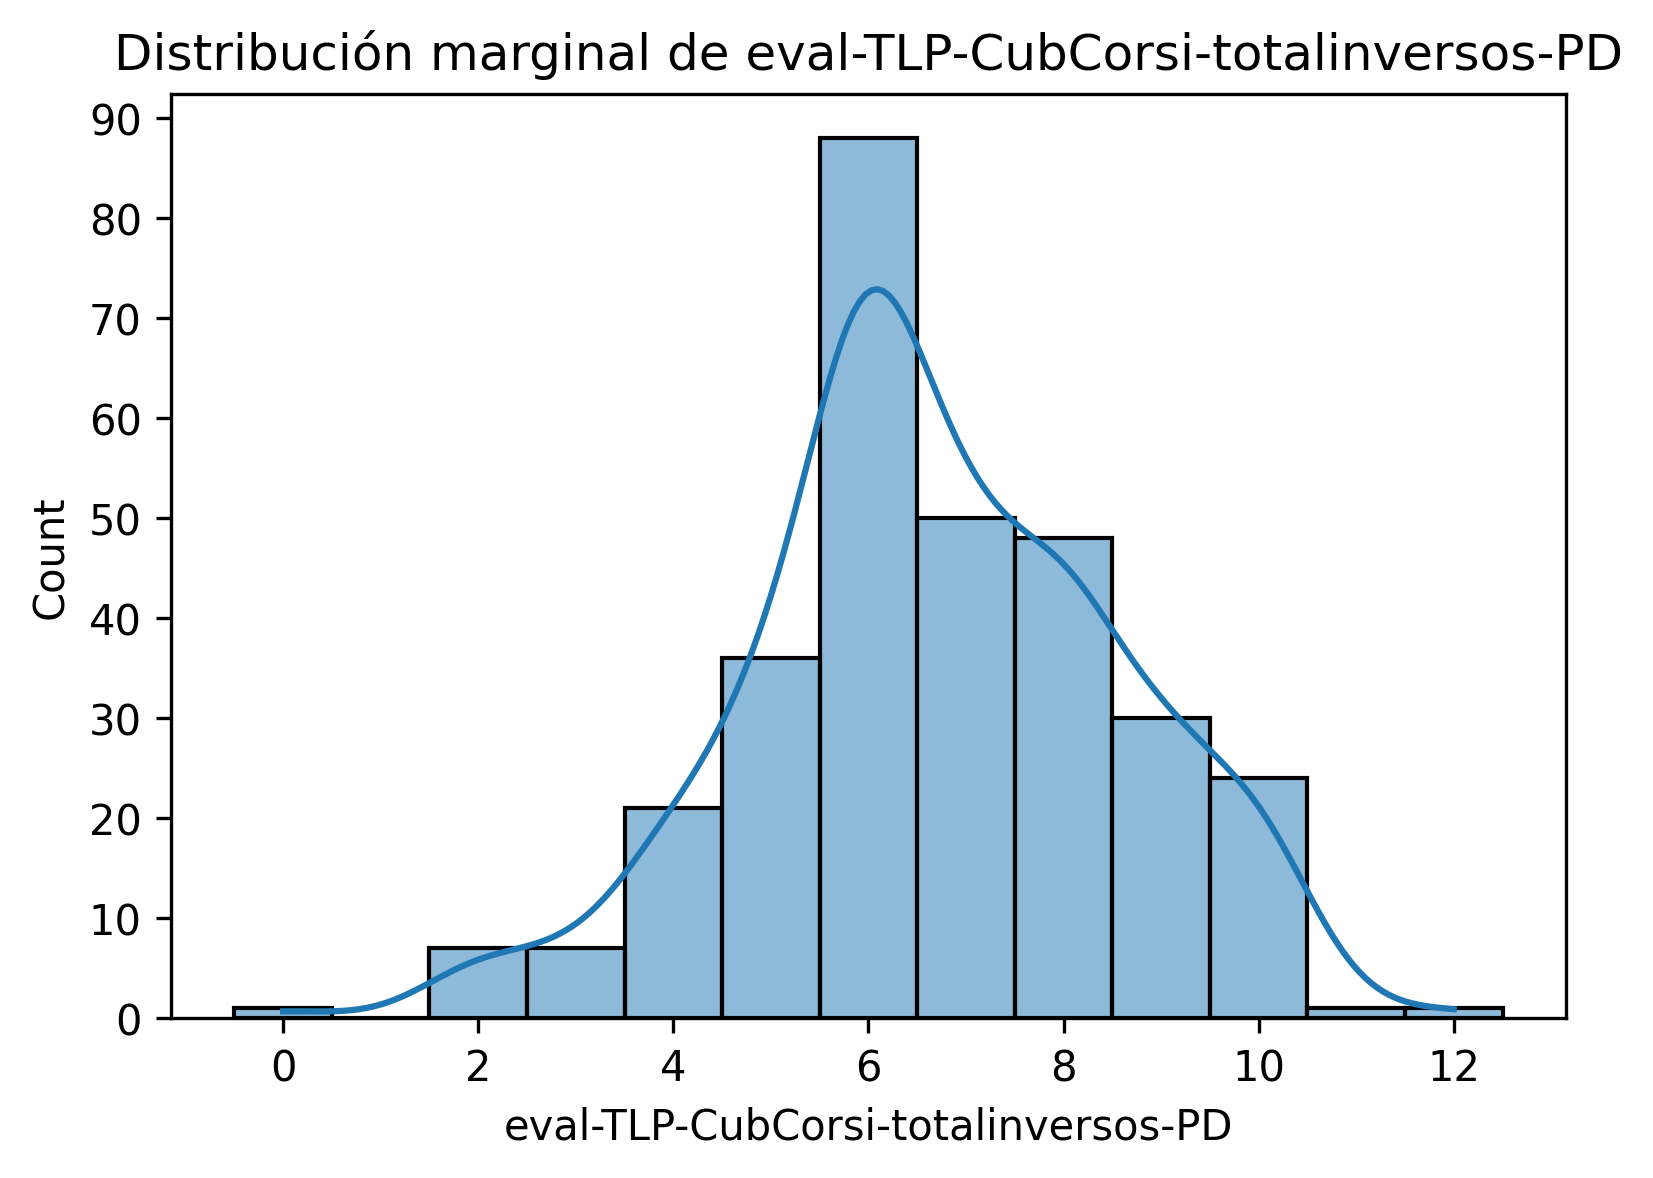 Distribución marginal de eval-TLP-CubCorsi-totalinversos-PD
90
80
70
60
50
40
30
20
10
0
Count
0 2 4 6 8 10 12
eval-TLP-CubCorsi-totalinversos-PD